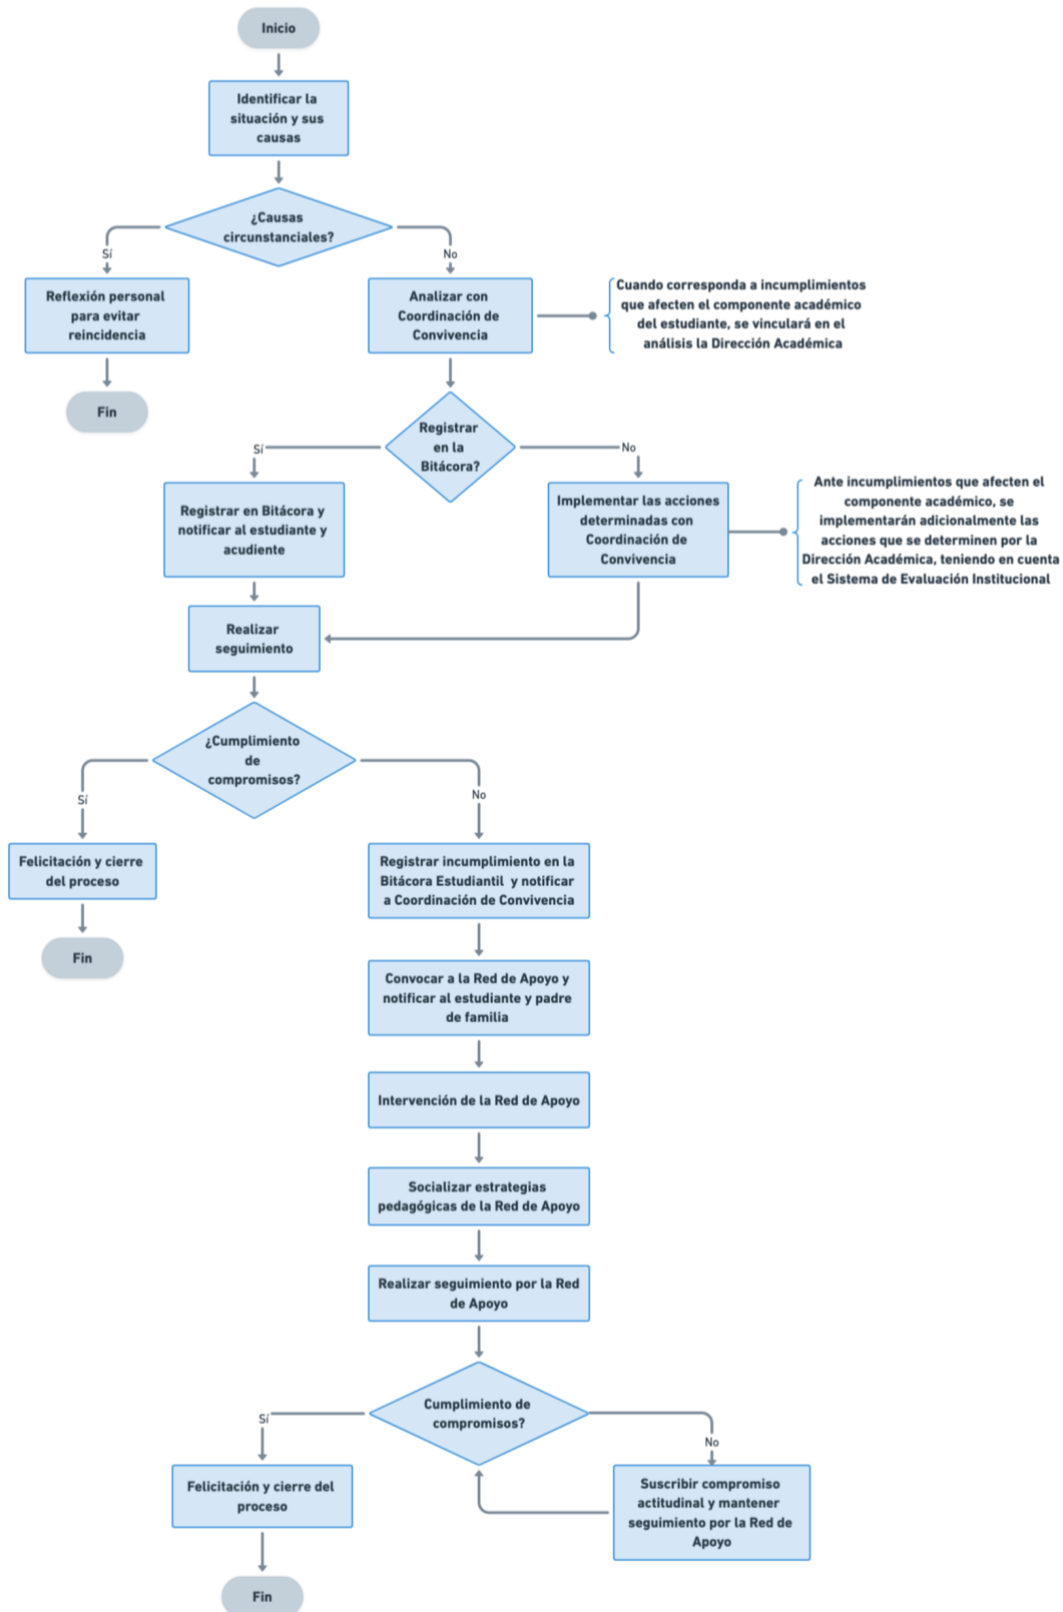 Inicio
Identificar la
situación y sus
causas
¿Causas
circunstanciales?
Sí
No
Reflexión personal
para evitar
reincidencia
Fin
Analizar con
Coordinación de
Convivencia
Cuando corresponda a incumplimientos
que afecten el componente académico
del estudiante, se vinculará en el
análisis la Dirección Académica
Registrar
en la
Bitácora?
Sí
No
Registrar en Bitácora y
notificar al estudiante y
acudiente
Implementar las acciones
determinadas con
Coordinación de
Convivencia
Ante incumplimientos que afecten el
componente académico, se
implementarán adicionalmente las
acciones que se determinen por la
Dirección Académica, teniendo en cuenta
el Sistema de Evaluación Institucional
Realizar
seguimiento
¿Cumplimiento
de
compromisos?
Sí
No
Felicitación y cierre
del proceso
Fin
Registrar incumplimiento en la
Bitácora Estudiantil y notificar
a Coordinación de Convivencia
Convocar a la Red de Apoyo y
notificar al estudiante y padre
de familia
Intervención de la Red de Apoyo
Socializar estrategias
pedagógicas de la Red de Apoyo
Realizar seguimiento por la Red
de Apoyo
Cumplimiento de
compromisos?
Sí
No
Felicitación y cierre del
proceso
Suscribir compromiso
actitudinal y mantener
seguimiento por la Red de
Apoyo
Fin